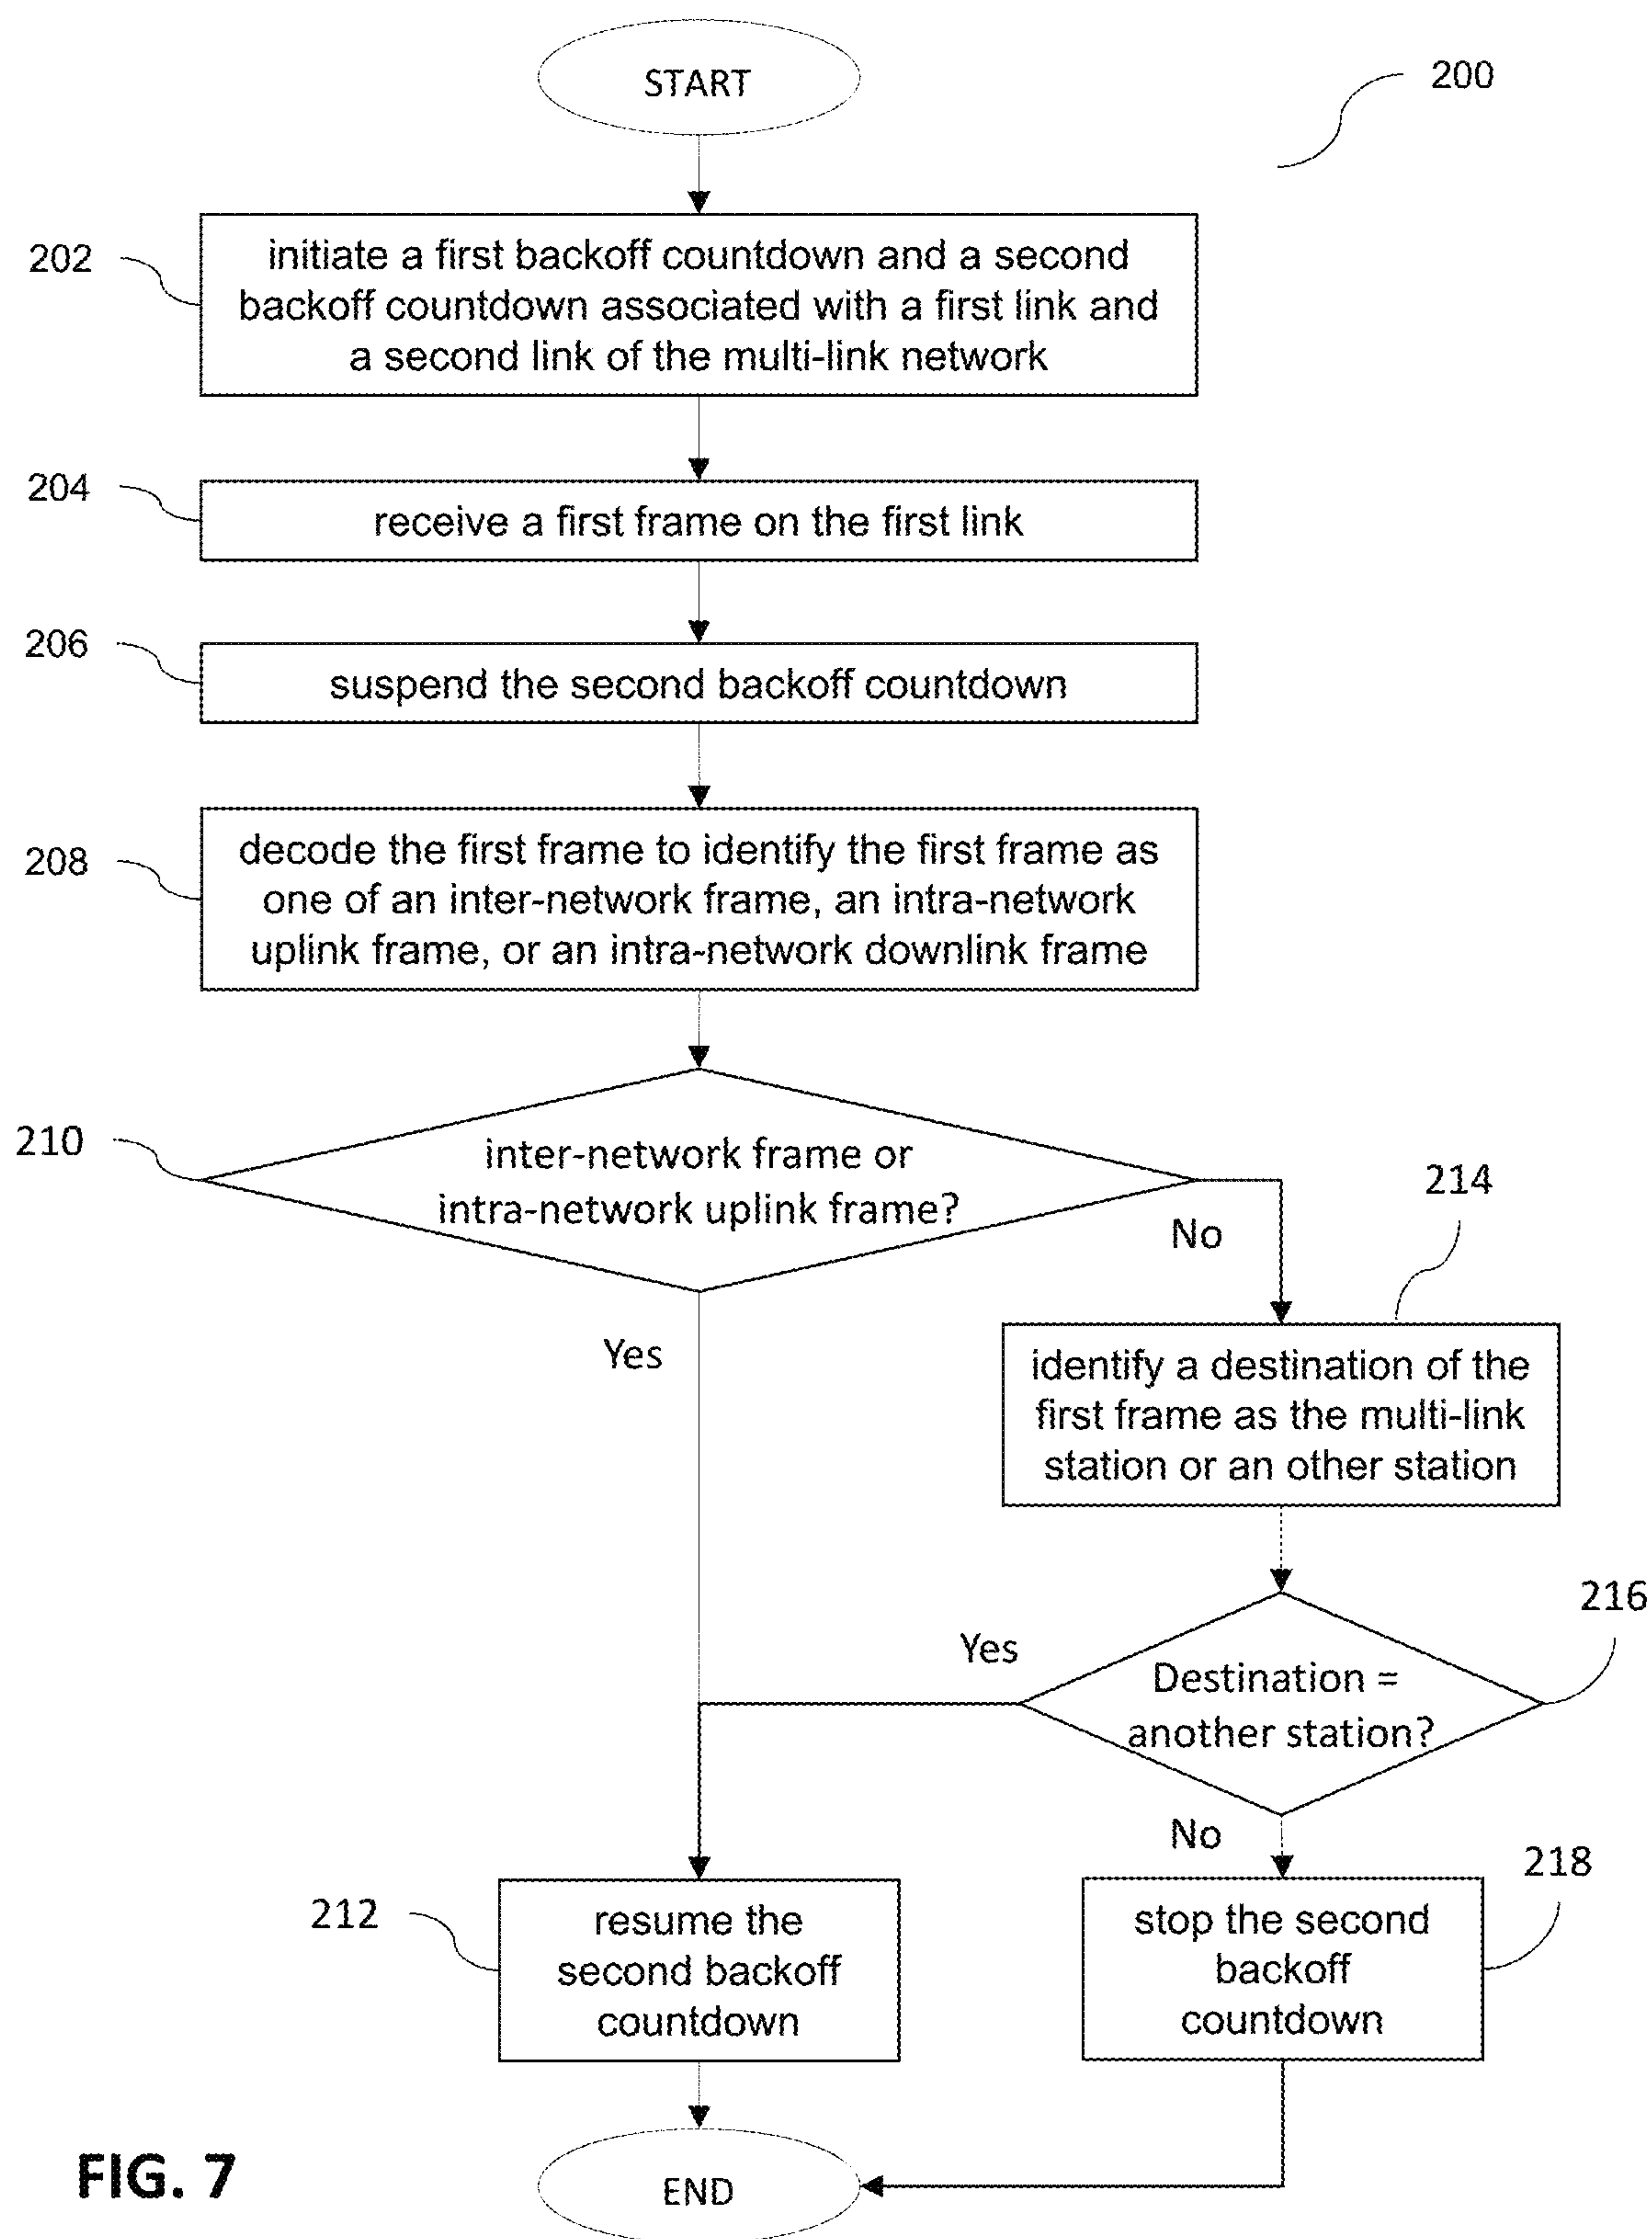 START
200
202
initiate a first backoff countdown and a second
backoff countdown associated with a first link and
a second link of the multi-link network
204
receive a first frame on the first link
206
suspend the second backoff countdown
208
decode the first frame to identify the first frame as
one of an inter-network frame, an intra-network
uplink frame, or an intra-network downlink frame
210
inter-network frame or
intra-network uplink frame?
No
214
Yes
identify a destination of the
first frame as the multi-link
station or an other station
216
Yes
Destination =
another station?
No
218
212
resume the
second backoff
countdown
stop the second
backoff
countdown
END
FIG. 7